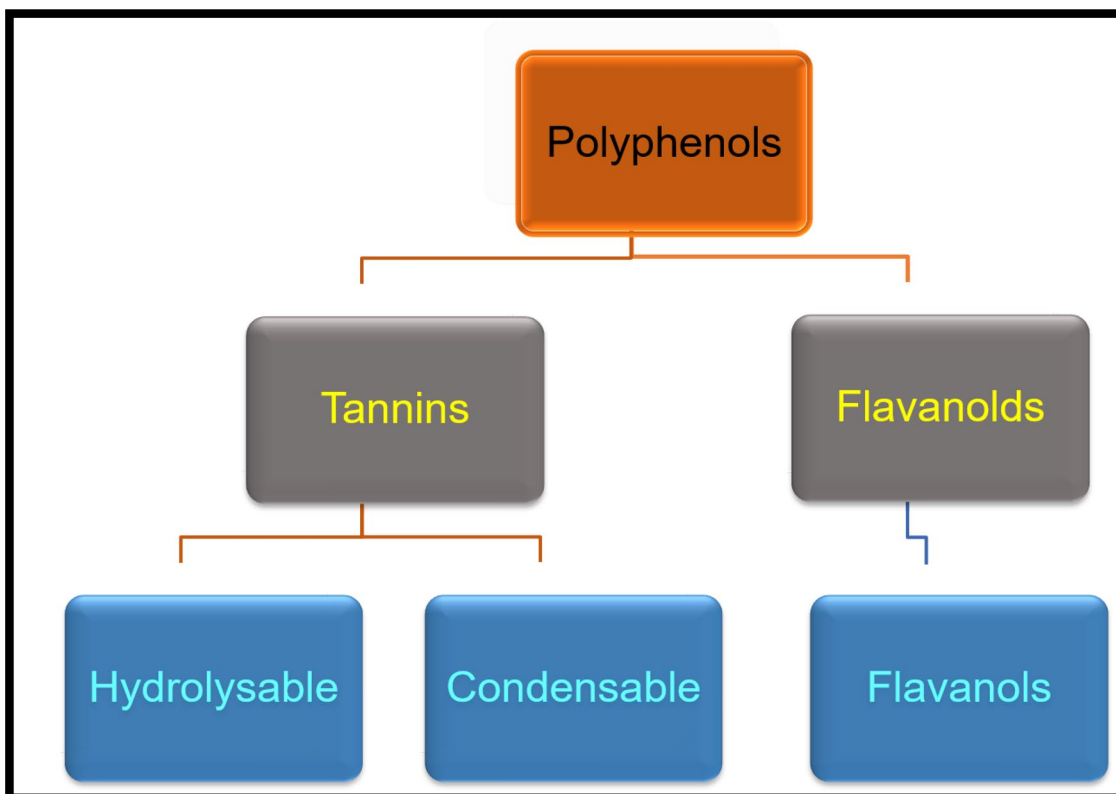 Polyphenols
Tannins
Flavanolds
Hydrolysable
Condensable
Flavanols